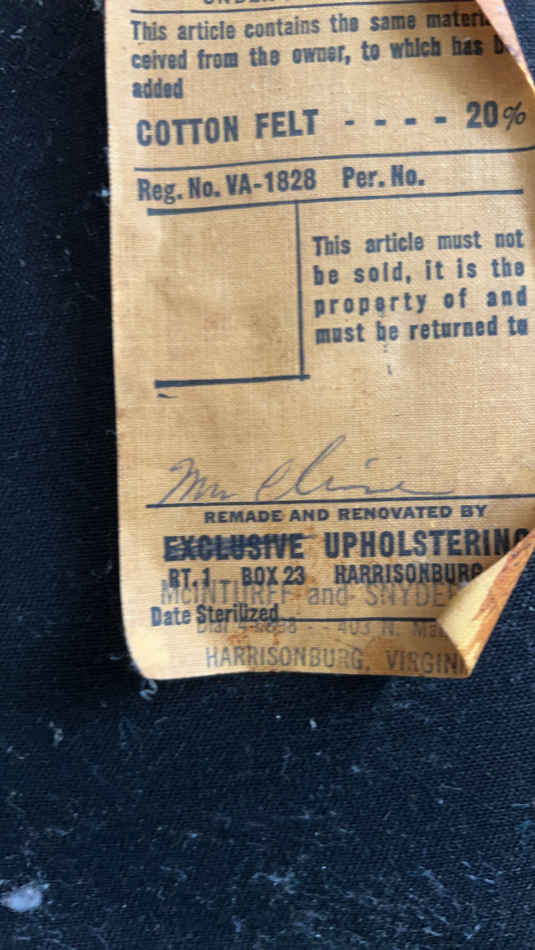 This article contains the same
ceived from the owner, to which has
added
COTTON FELT - - - - 20%
Reg. No. VA-1828 Per. No.
This article must not
be sold, it is the
property of and
must be returned to
REMADE AND RENOVATED BY
EXCLUSIVE UPHOLSTERING
RT. 1 BOX 23 HARRISONBURG
McINTURFF and SNYDE
Date Sterilized
403 N.
HARRISONBURG, VIRGINI